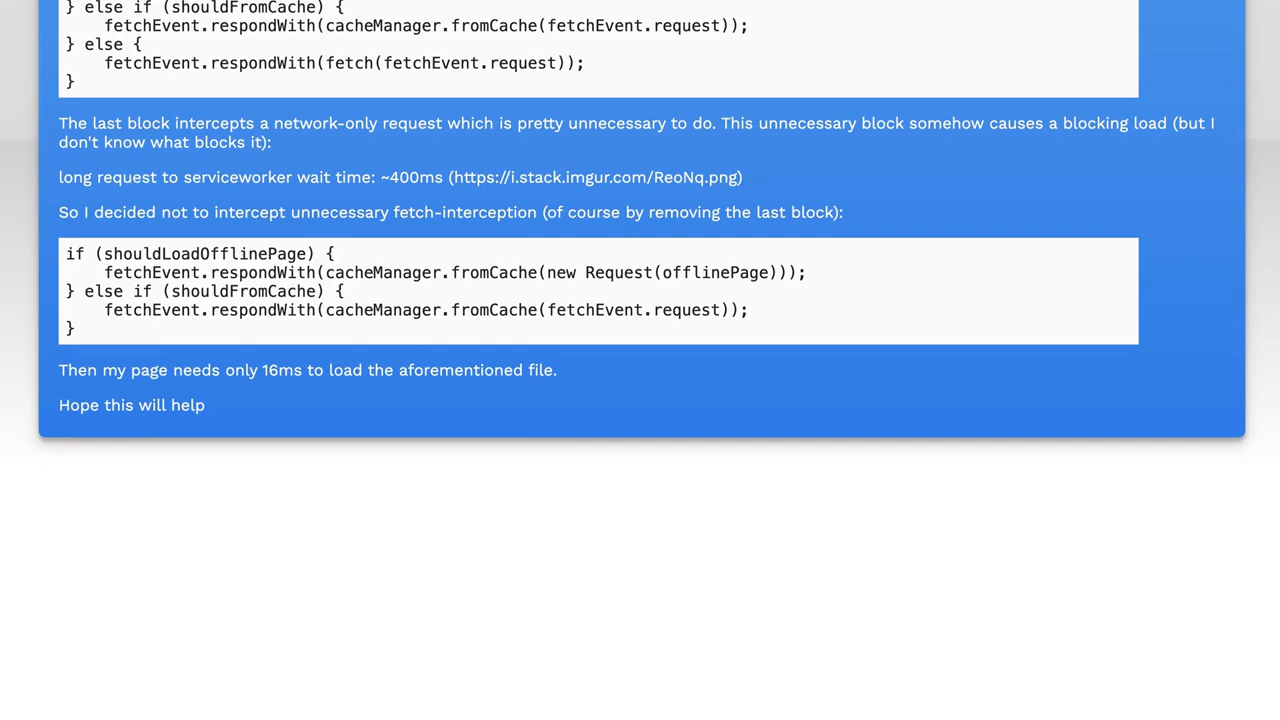 } else if (shouldFromCache) {
    fetchEvent.respondWith(cacheManager.fromCache(fetchEvent.request));
} else {
    fetchEvent.respondWith(fetch(fetchEvent.request));
}
The last block intercepts a network-only request which is pretty unnecessary to do. This unnecessary block somehow causes a blocking load (but I
don't know what blocks it):
long request to serviceworker wait time: ~400ms (https://i.stack.imgur.com/ReoNq.png)
So I decided not to intercept unnecessary fetch-interception (of course by removing the last block):
if (shouldLoadOfflinePage) {
    fetchEvent.respondWith(cacheManager.fromCache(new Request(offlinePage)));
} else if (shouldFromCache) {
    fetchEvent.respondWith(cacheManager.fromCache(fetchEvent.request));
}
Then my page needs only 16ms to load the aforementioned file.
Hope this will help